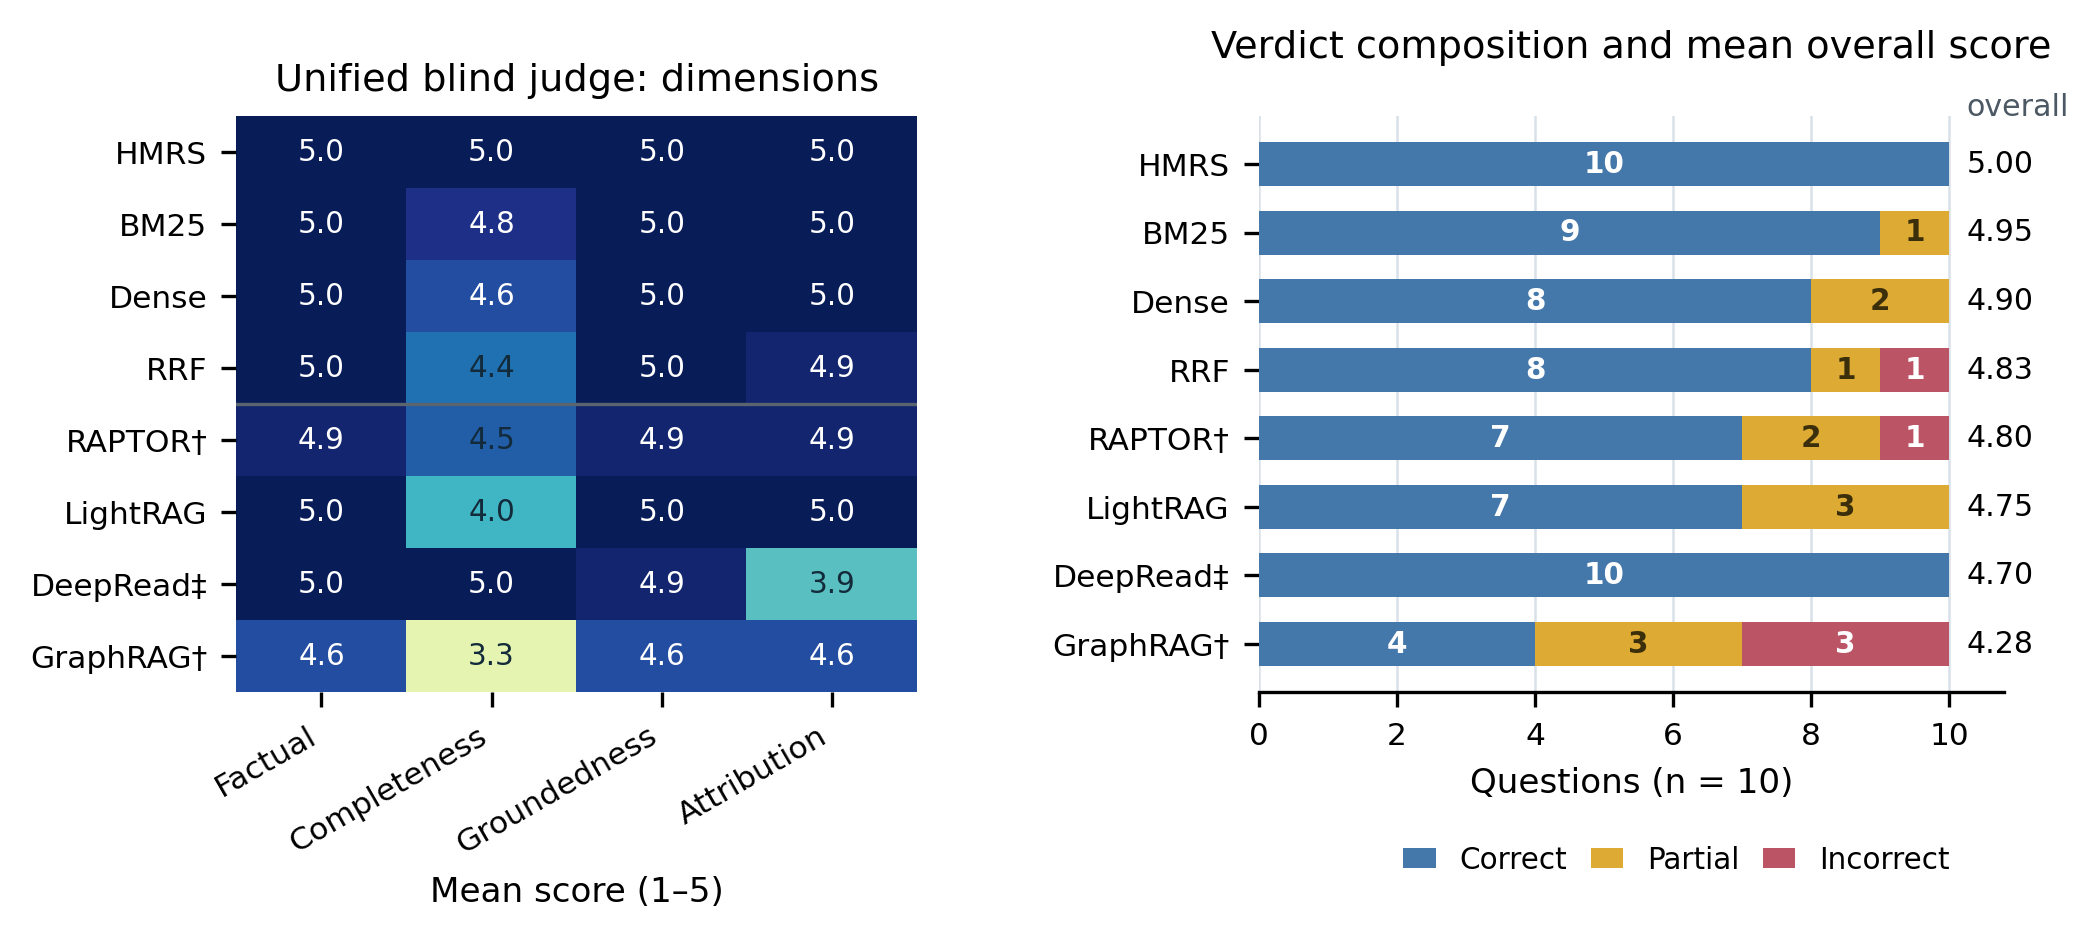 Unified blind judge: dimensions
HMRS 5.0 5.0 5.0 5.0
BM25 5.0 4.8 5.0 5.0
Dense 5.0 4.6 5.0 5.0
RRF 5.0 4.4 5.0 4.9
RAPTOR† 4.9 4.5 4.9 4.9
LightRAG 5.0 4.0 5.0 5.0
DeepRead‡ 5.0 5.0 4.9 3.9
GraphRAG† 4.6 3.3 4.6 4.6
Factual Completeness Groundedness Attribution
Mean score (1–5)
Verdict composition and mean overall score
overall
HMRS 10 5.00
BM25 9 1 4.95
Dense 8 2 4.90
RRF 8 1 1 4.83
RAPTOR† 7 2 1 4.80
LightRAG 7 3 4.75
DeepRead‡ 10 4.70
GraphRAG† 4 3 3 4.28
0 2 4 6 8 10
Questions (n = 10)
Correct Partial Incorrect